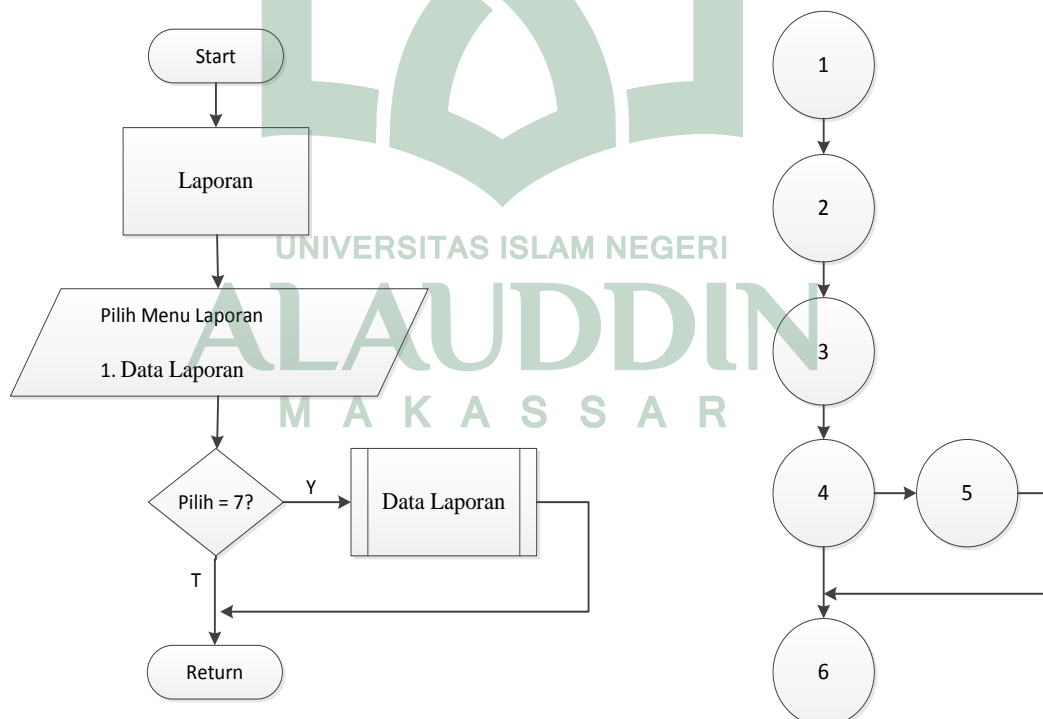 Start
Laporan
Pilih Menu Laporan
1. Data Laporan
Pilih = 7?
Y
Data Laporan
T
Return
UNIVERSITAS ISLAM NEGERI
ALAUDDIN
MAKASSAR
1
2
3
4
5
6